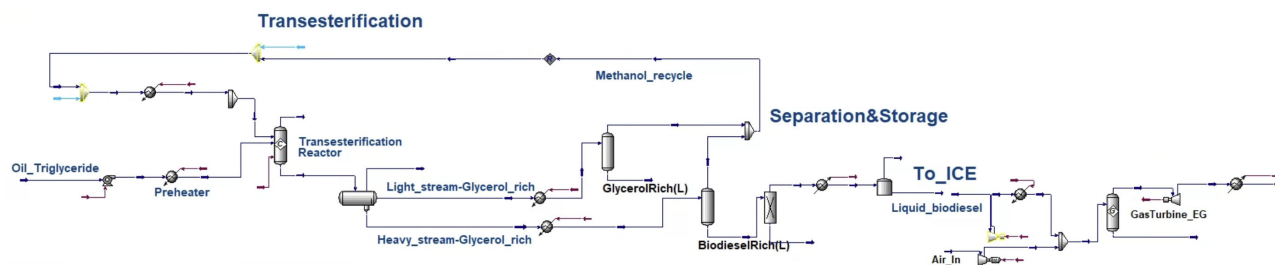 Transesterification
R
Methanol_recycle
Separation&Storage
Transesterification
Reactor
Oil_Triglyceride
Preheater
Light_stream-Glycerol_rich
GlycerolRich(L)
To_ICE
Liquid_biodiesel
GasTurbine_EG
Heavy_stream-Glycerol_rich
BiodieselRich(L)
Air_In